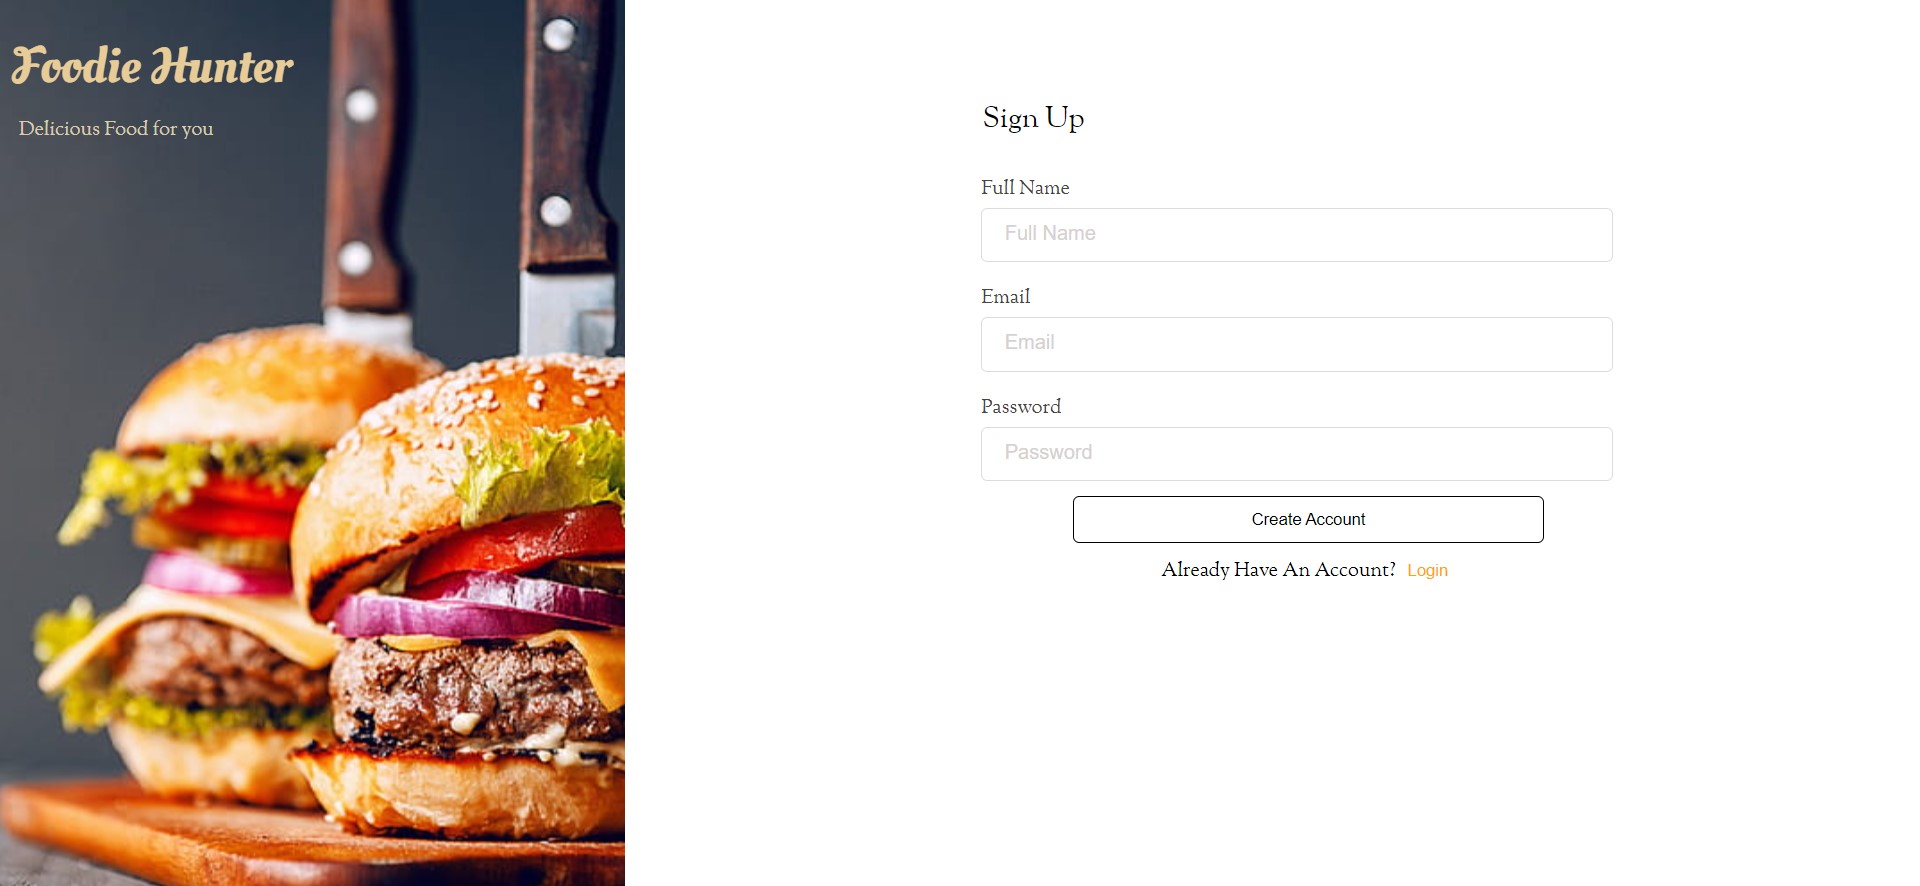 Foodie Hunter
Delicious Food for you
Sign Up
Full Name
Full Name
Email
Email
Password
Password
Create Account
Already Have An Account? Login